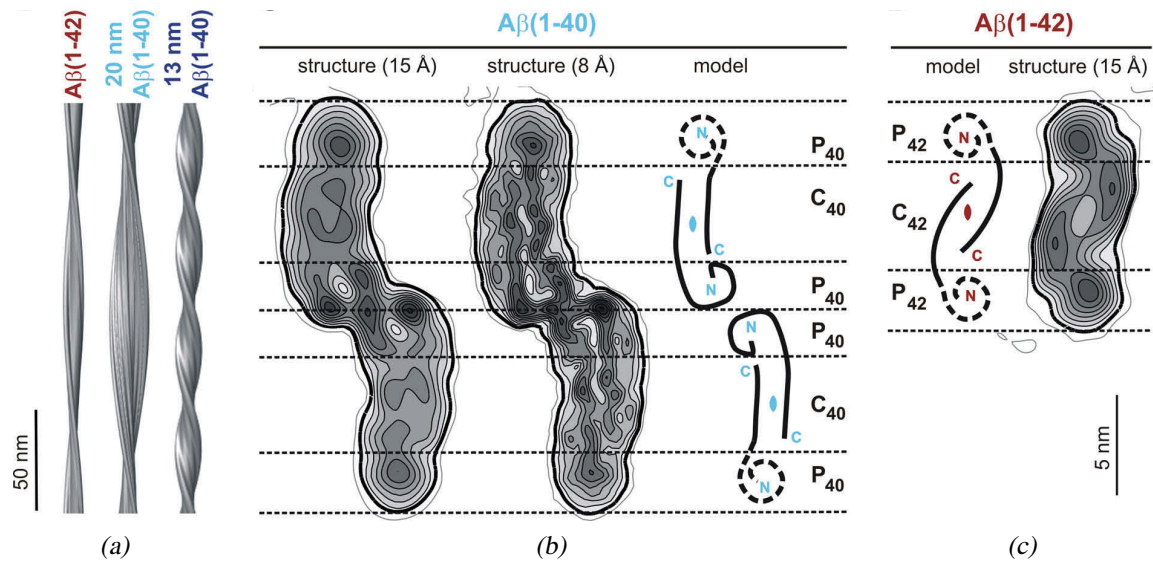 Aβ(1-42)
20 nm
Aβ(1-40)
13 nm
Aβ(1-40)
50 nm
(a)
Aβ(1-40)
structure (15 Å)
structure (8 Å)
model
N
C
C
N
N
C
C
N
P40
C40
P40
P40
C40
P40
(b)
Aβ(1-42)
model
structure (15 Å)
P42
C42
P42
N
C
C
N
5 nm
(c)